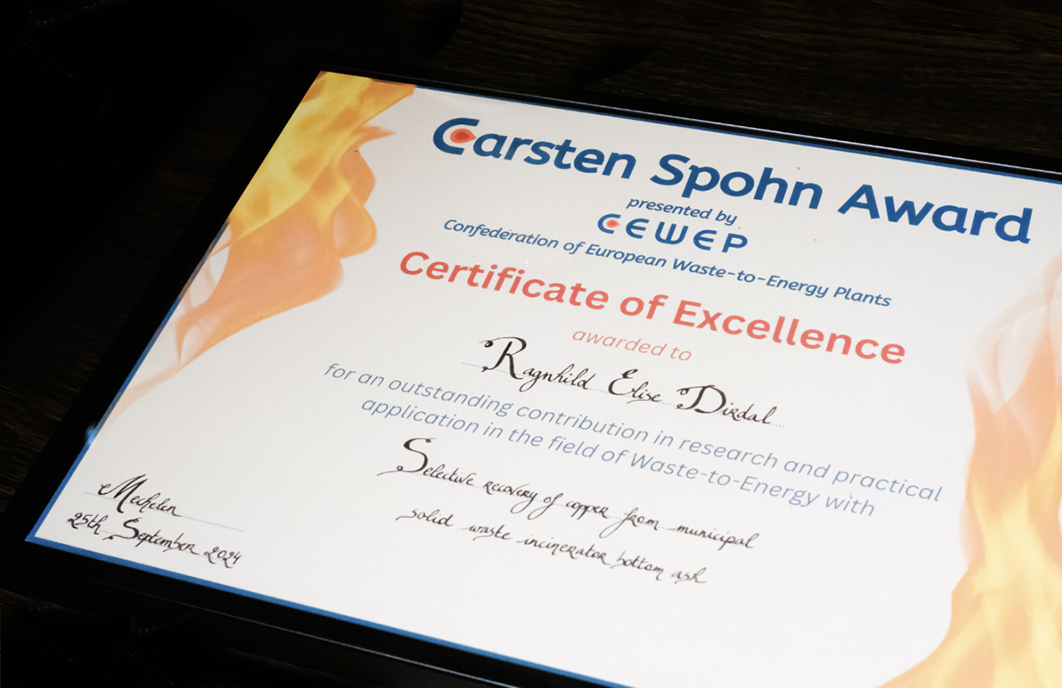 Carsten Spohn Award
presented by
CEWEP
Confederation of European Waste-to-Energy Plants
Certificate of Excellence
awarded to
Ragnhild Elise Dirdal
for an outstanding contribution in research and practical
application in the field of Waste-to-Energy with
Selective recovery of copper from municipal
solid waste incinerator bottom ash
Mechelen
25th September 2024